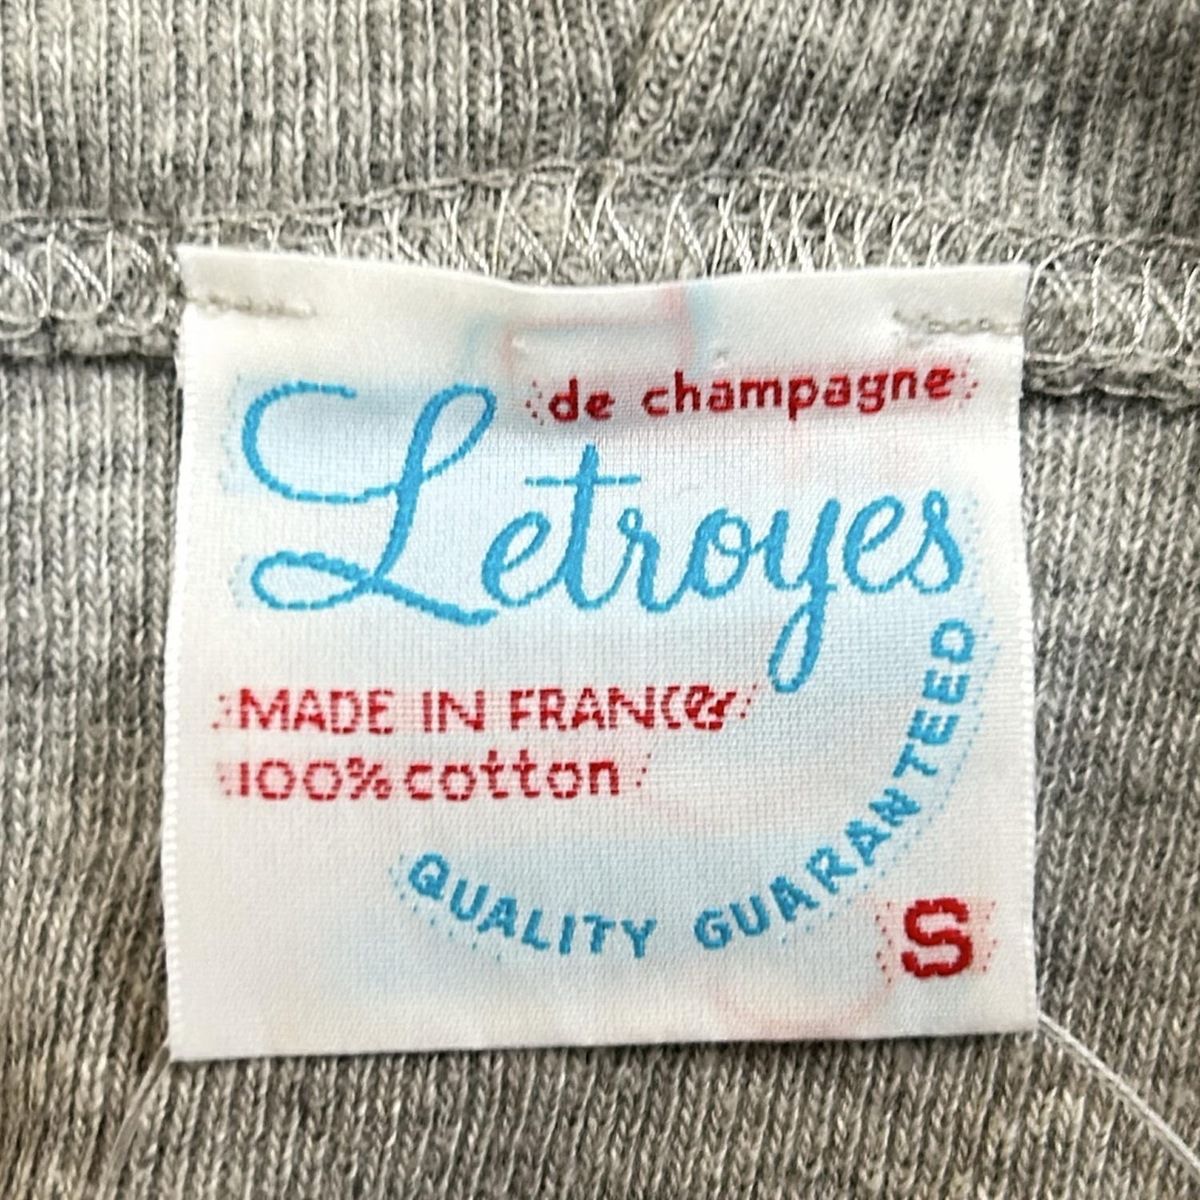 de champagne
Letroyes
MADE IN FRANCE
100% cotton
QUALITY GUARANTEED
S